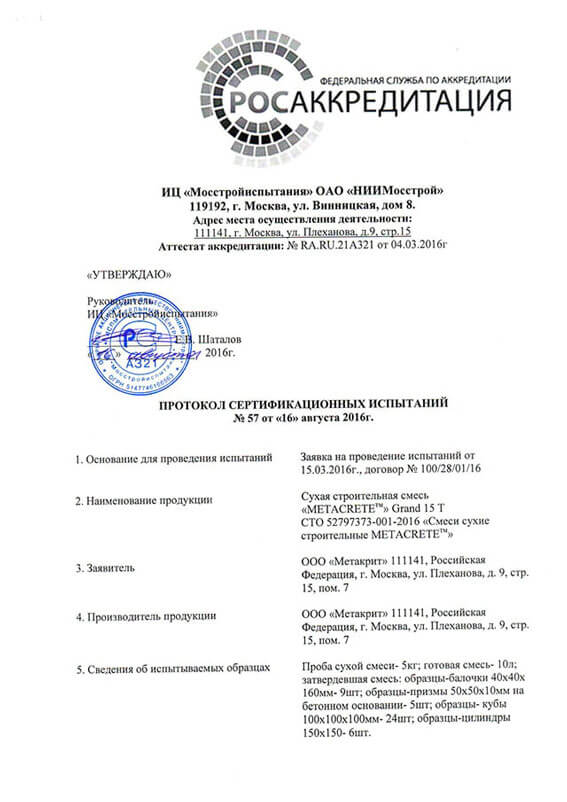 ФЕДЕРАЛЬНАЯ СЛУЖБА ПО АККРЕДИТАЦИИ
РОСАККРЕДИТАЦИЯ
ИЦ «Мосстройиспытания» ОАО «НИИМосстрой»
119192, г. Москва, ул. Винницкая, дом 8.
Адрес места осуществления деятельности:
111141, г. Москва, ул. Плеханова, д.9, стр.15
Аттестат аккредитации: № RA.RU.21А321 от 04.03.2016г
«УТВЕРЖДАЮ»
Руководитель
ИЦ «Мосстройиспытания»
Е.В. Шаталов
«16» августа 2016г.
А321
ПРОТОКОЛ СЕРТИФИКАЦИОННЫХ ИСПЫТАНИЙ
№ 57 от «16» августа 2016г.
1. Основание для проведения испытаний
Заявка на проведение испытаний от
15.03.2016г., договор № 100/28/01/16
2. Наименование продукции
Сухая строительная смесь
«METACRETE™» Grand 15 T
СТО 52797373-001-2016 «Смеси сухие
строительные METACRETE™»
3. Заявитель
ООО «Метакрит» 111141, Российская
Федерация, г. Москва, ул. Плеханова, д. 9, стр.
15, пом. 7
4. Производитель продукции
ООО «Метакрит» 111141, Российская
Федерация, г. Москва, ул. Плеханова, д. 9, стр.
15, пом. 7
5. Сведения об испытываемых образцах
Проба сухой смеси- 5кг; готовая смесь- 10л;
затвердевшая смесь: образцы-балочки 40х40х
160мм- 9шт; образцы-призмы 50х50х10мм на
бетонном основании- 5шт; образцы- кубы
100х100х100мм- 24шт; образцы-цилиндры
150х150- 6шт.